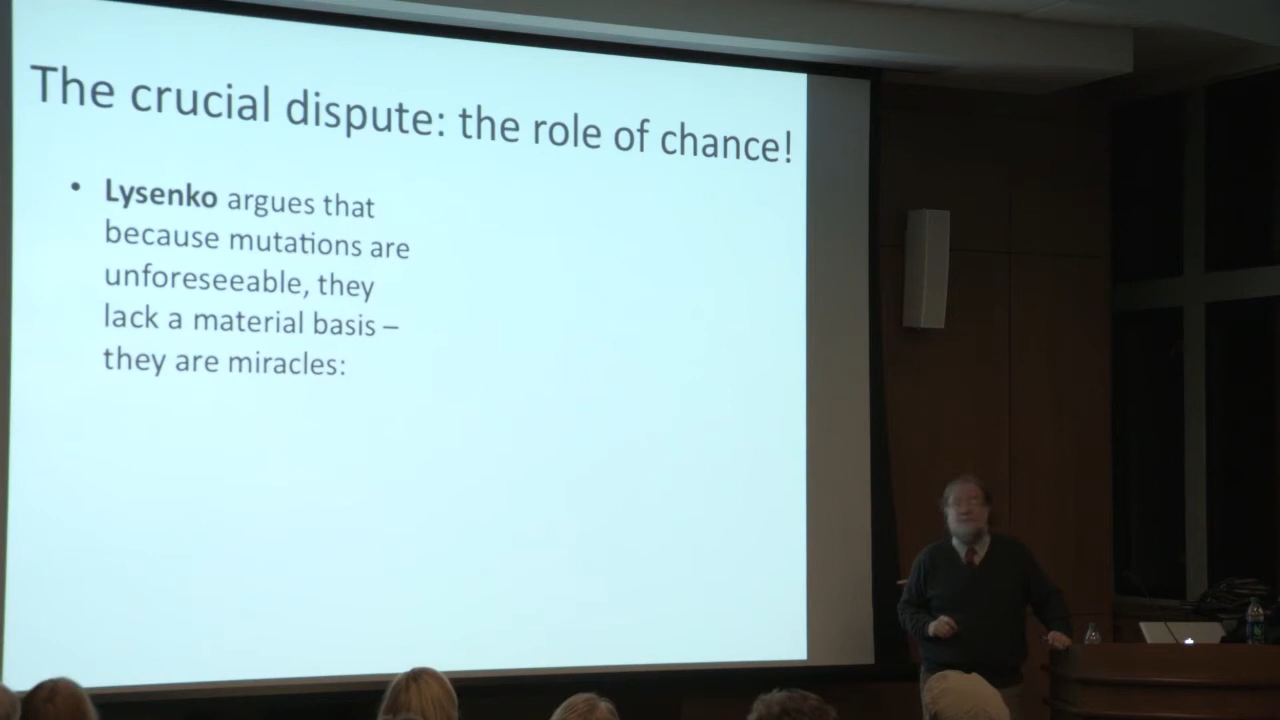 The crucial dispute: the role of chance!
• Lysenko argues that
because mutations are
unforeseeable, they
lack a material basis –
they are miracles: